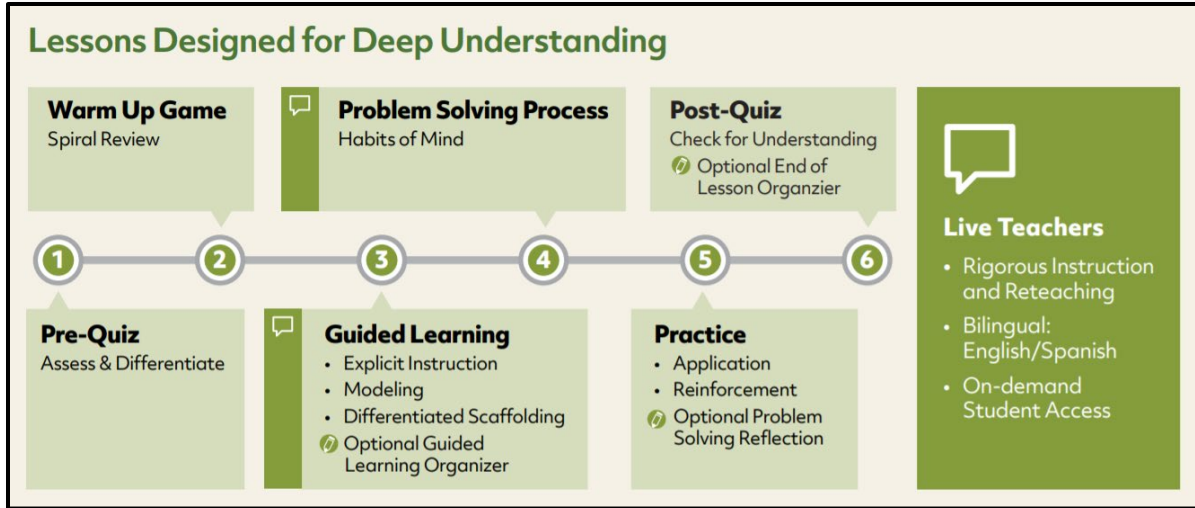 Lessons Designed for Deep Understanding
Warm Up Game
Spiral Review
Problem Solving Process
Habits of Mind
Post-Quiz
Check for Understanding
Optional End of
Lesson Organzier
1
2
3
4
5
6
Pre-Quiz
Assess & Differentiate
Guided Learning
• Explicit Instruction
• Modeling
• Differentiated Scaffolding
Optional Guided
Learning Organizer
Practice
• Application
• Reinforcement
Optional Problem
Solving Reflection
Live Teachers
• Rigorous Instruction
and Reteaching
• Bilingual:
English/Spanish
• On-demand
Student Access